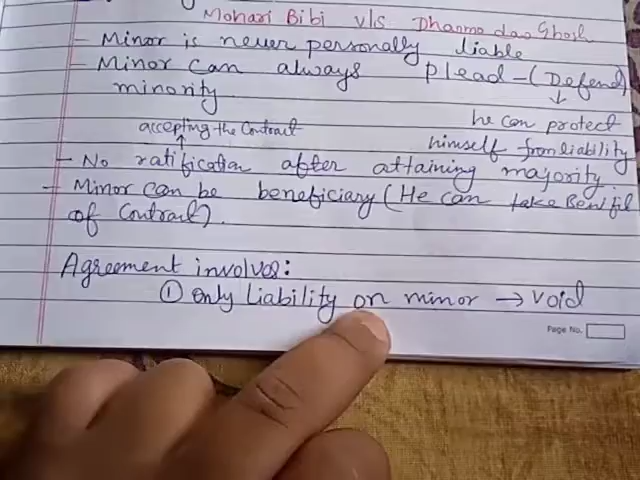 Mohari Bibi v/s Dharmo das Ghosh
- Minor is never personally liable
- Minor can always plead - (Defend)
minority ↓
he can protect
accepting the Contract himself from liability
↑
- No ratification after attaining majority
- Minor can be beneficiary (He can take Benifit
of Contract).
Agreement involves:
① Only Liability on minor → void
Page No.